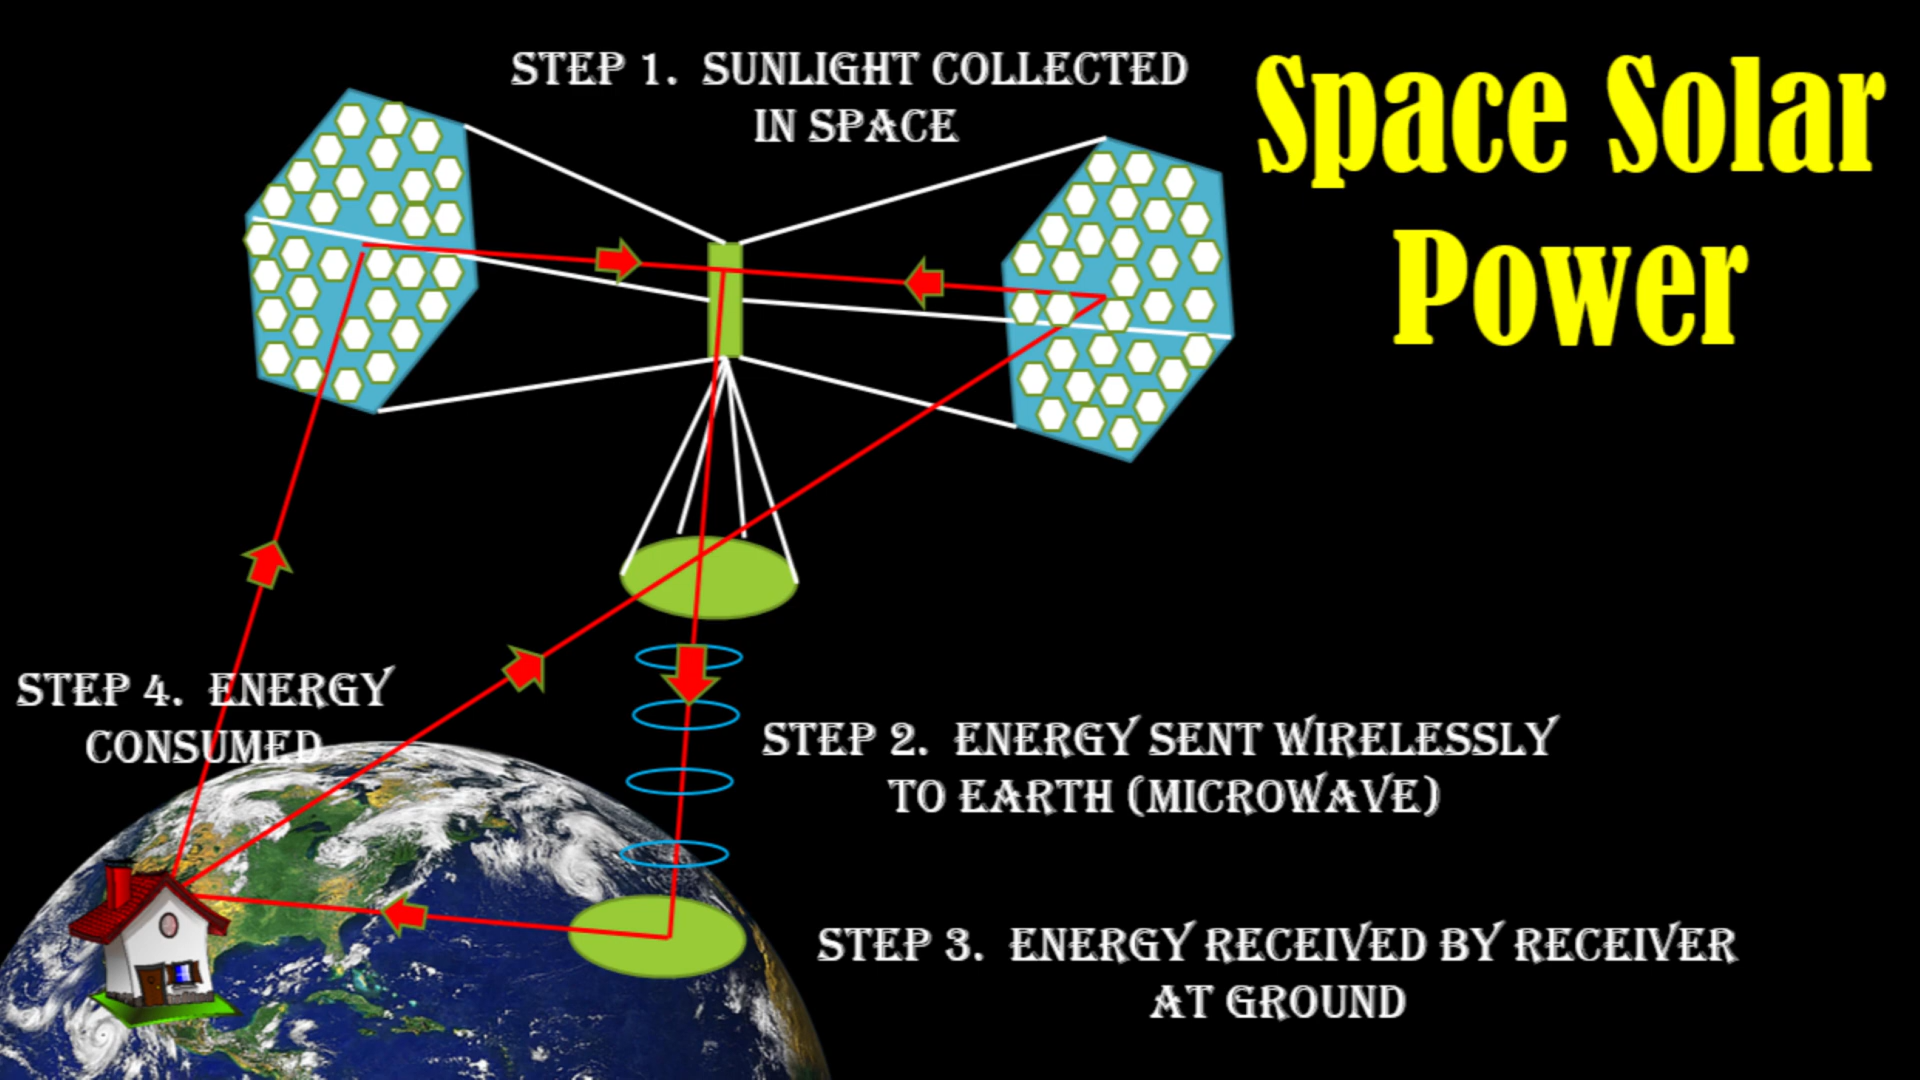 STEP 1. SUNLIGHT COLLECTED
IN SPACE
Space Solar
Power
STEP 4. ENERGY
CONSUMED
STEP 2. ENERGY SENT WIRELESSLY
TO EARTH (MICROWAVE)
STEP 3. ENERGY RECEIVED BY RECEIVER
AT GROUND